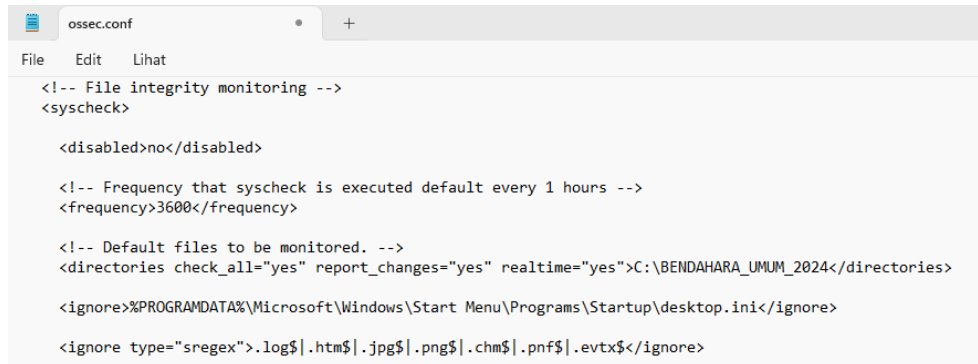 ossec.conf
File Edit Lihat
<!-- File integrity monitoring -->
<syscheck>
<disabled>no</disabled>
<!-- Frequency that syscheck is executed default every 1 hours -->
<frequency>3600</frequency>
<!-- Default files to be monitored. -->
<directories check_all="yes" report_changes="yes" realtime="yes">C:\BENDAHARA_UMUM_2024</directories>
<ignore>%PROGRAMDATA%\Microsoft\Windows\Start Menu\Programs\Startup\desktop.ini</ignore>
<ignore type="sregex">.log$|.htm$|.jpg$|.png$|.chm$|.pnf$|.evtx$</ignore>